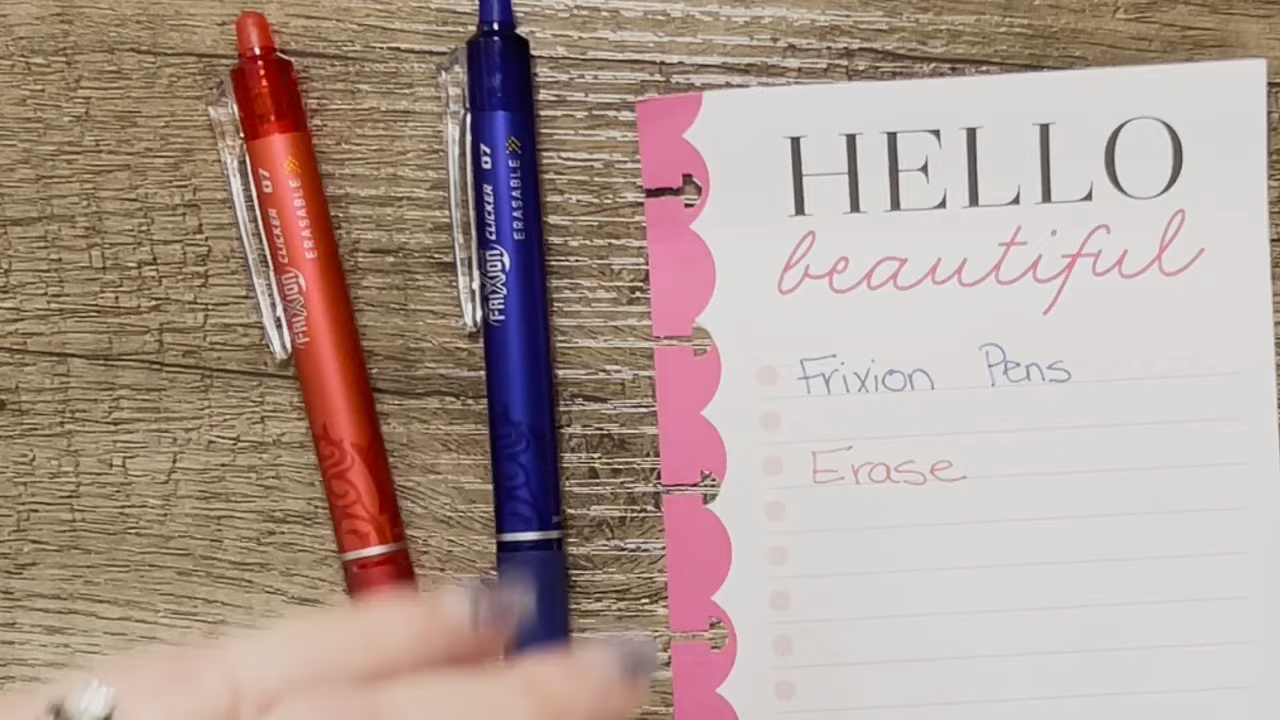 FRIXION CLICKER 07
ERASABLE
FRIXION CLICKER 07
ERASABLE
HELLO
beautiful
Frixion Pens
Erase